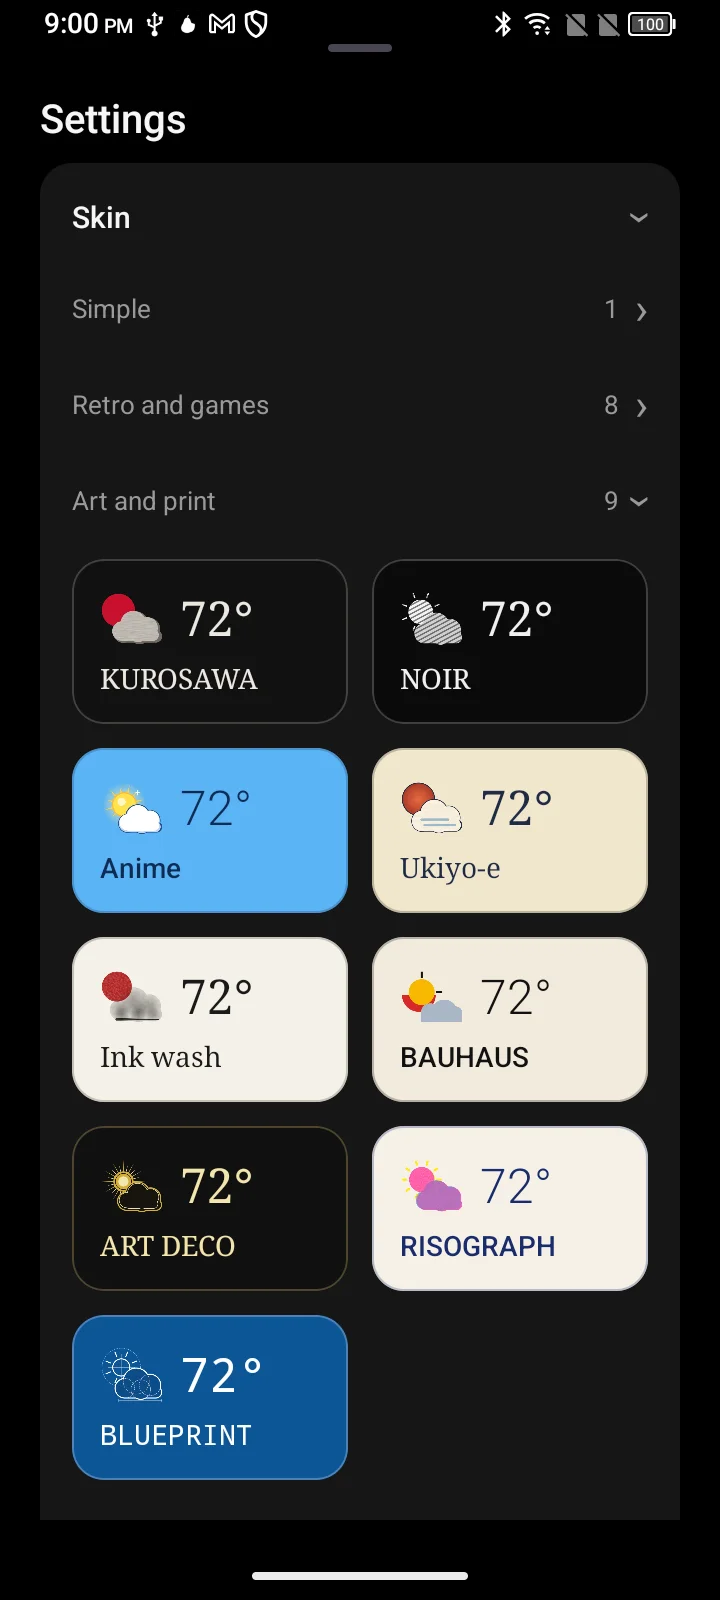 9:00 PM 100
Settings
Skin
Simple 1
Retro and games 8
Art and print 9
72° 72°
KUROSAWA NOIR
72° 72°
Anime Ukiyo-e
72° 72°
Ink wash BAUHAUS
72° 72°
ART DECO RISOGRAPH
72°
BLUEPRINT